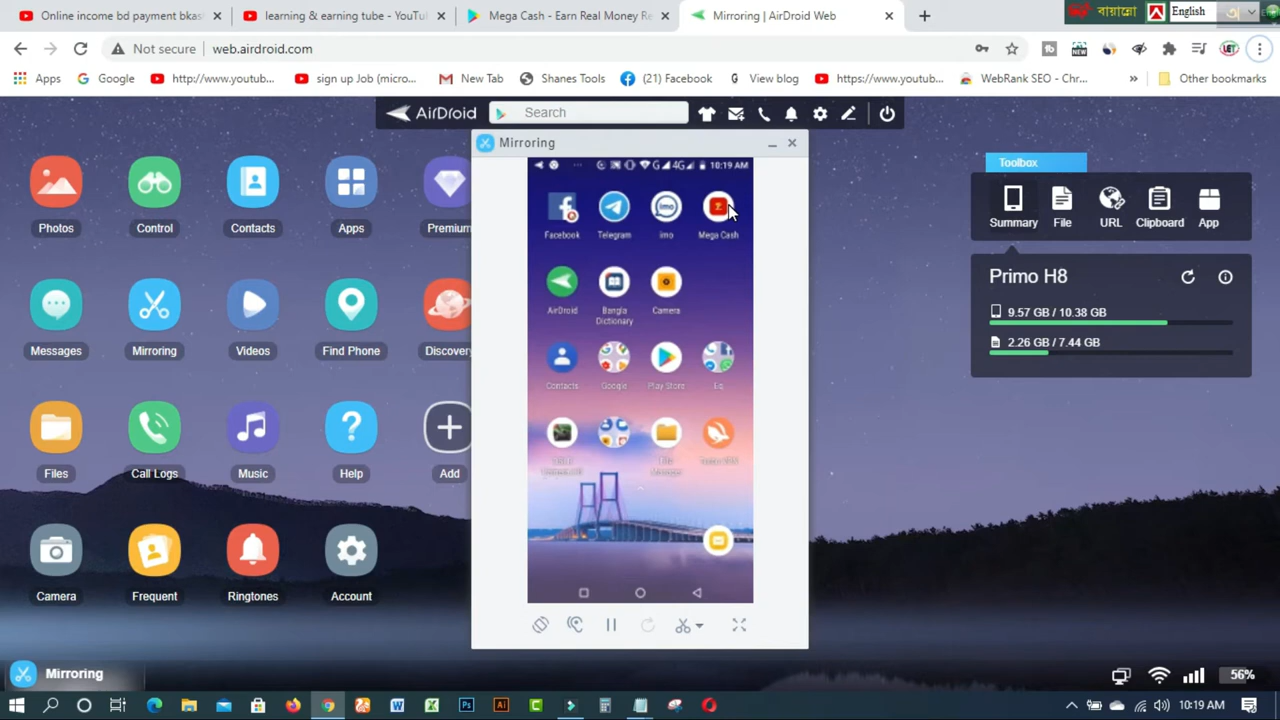 Online income bd payment bkas
learning & earning tips - YouT
Mega Cash - Earn Real Money R
Mirroring | AirDroid Web
বায়ান্নো
English
Not secure
web.airdroid.com
Apps
Google
http://www.youtub...
sign up Job (micro...
New Tab
Shanes Tools
(21) Facebook
View blog
https://www.youtub...
WebRank SEO - Chr...
Other bookmarks
AirDroid
Search
Mirroring
10:19 AM
Facebook
Telegram
imo
Mega Cash
AirDroid
Bangla
Dictionary
Camera
Contacts
Google
Play Store
Photos
Control
Contacts
Apps
Premium
Messages
Mirroring
Videos
Find Phone
Discovery
Files
Call Logs
Music
Help
Add
Camera
Frequent
Ringtones
Account
Toolbox
Summary
File
URL
Clipboard
App
Primo H8
9.57 GB / 10.38 GB
2.26 GB / 7.44 GB
Mirroring
56%
10:19 AM